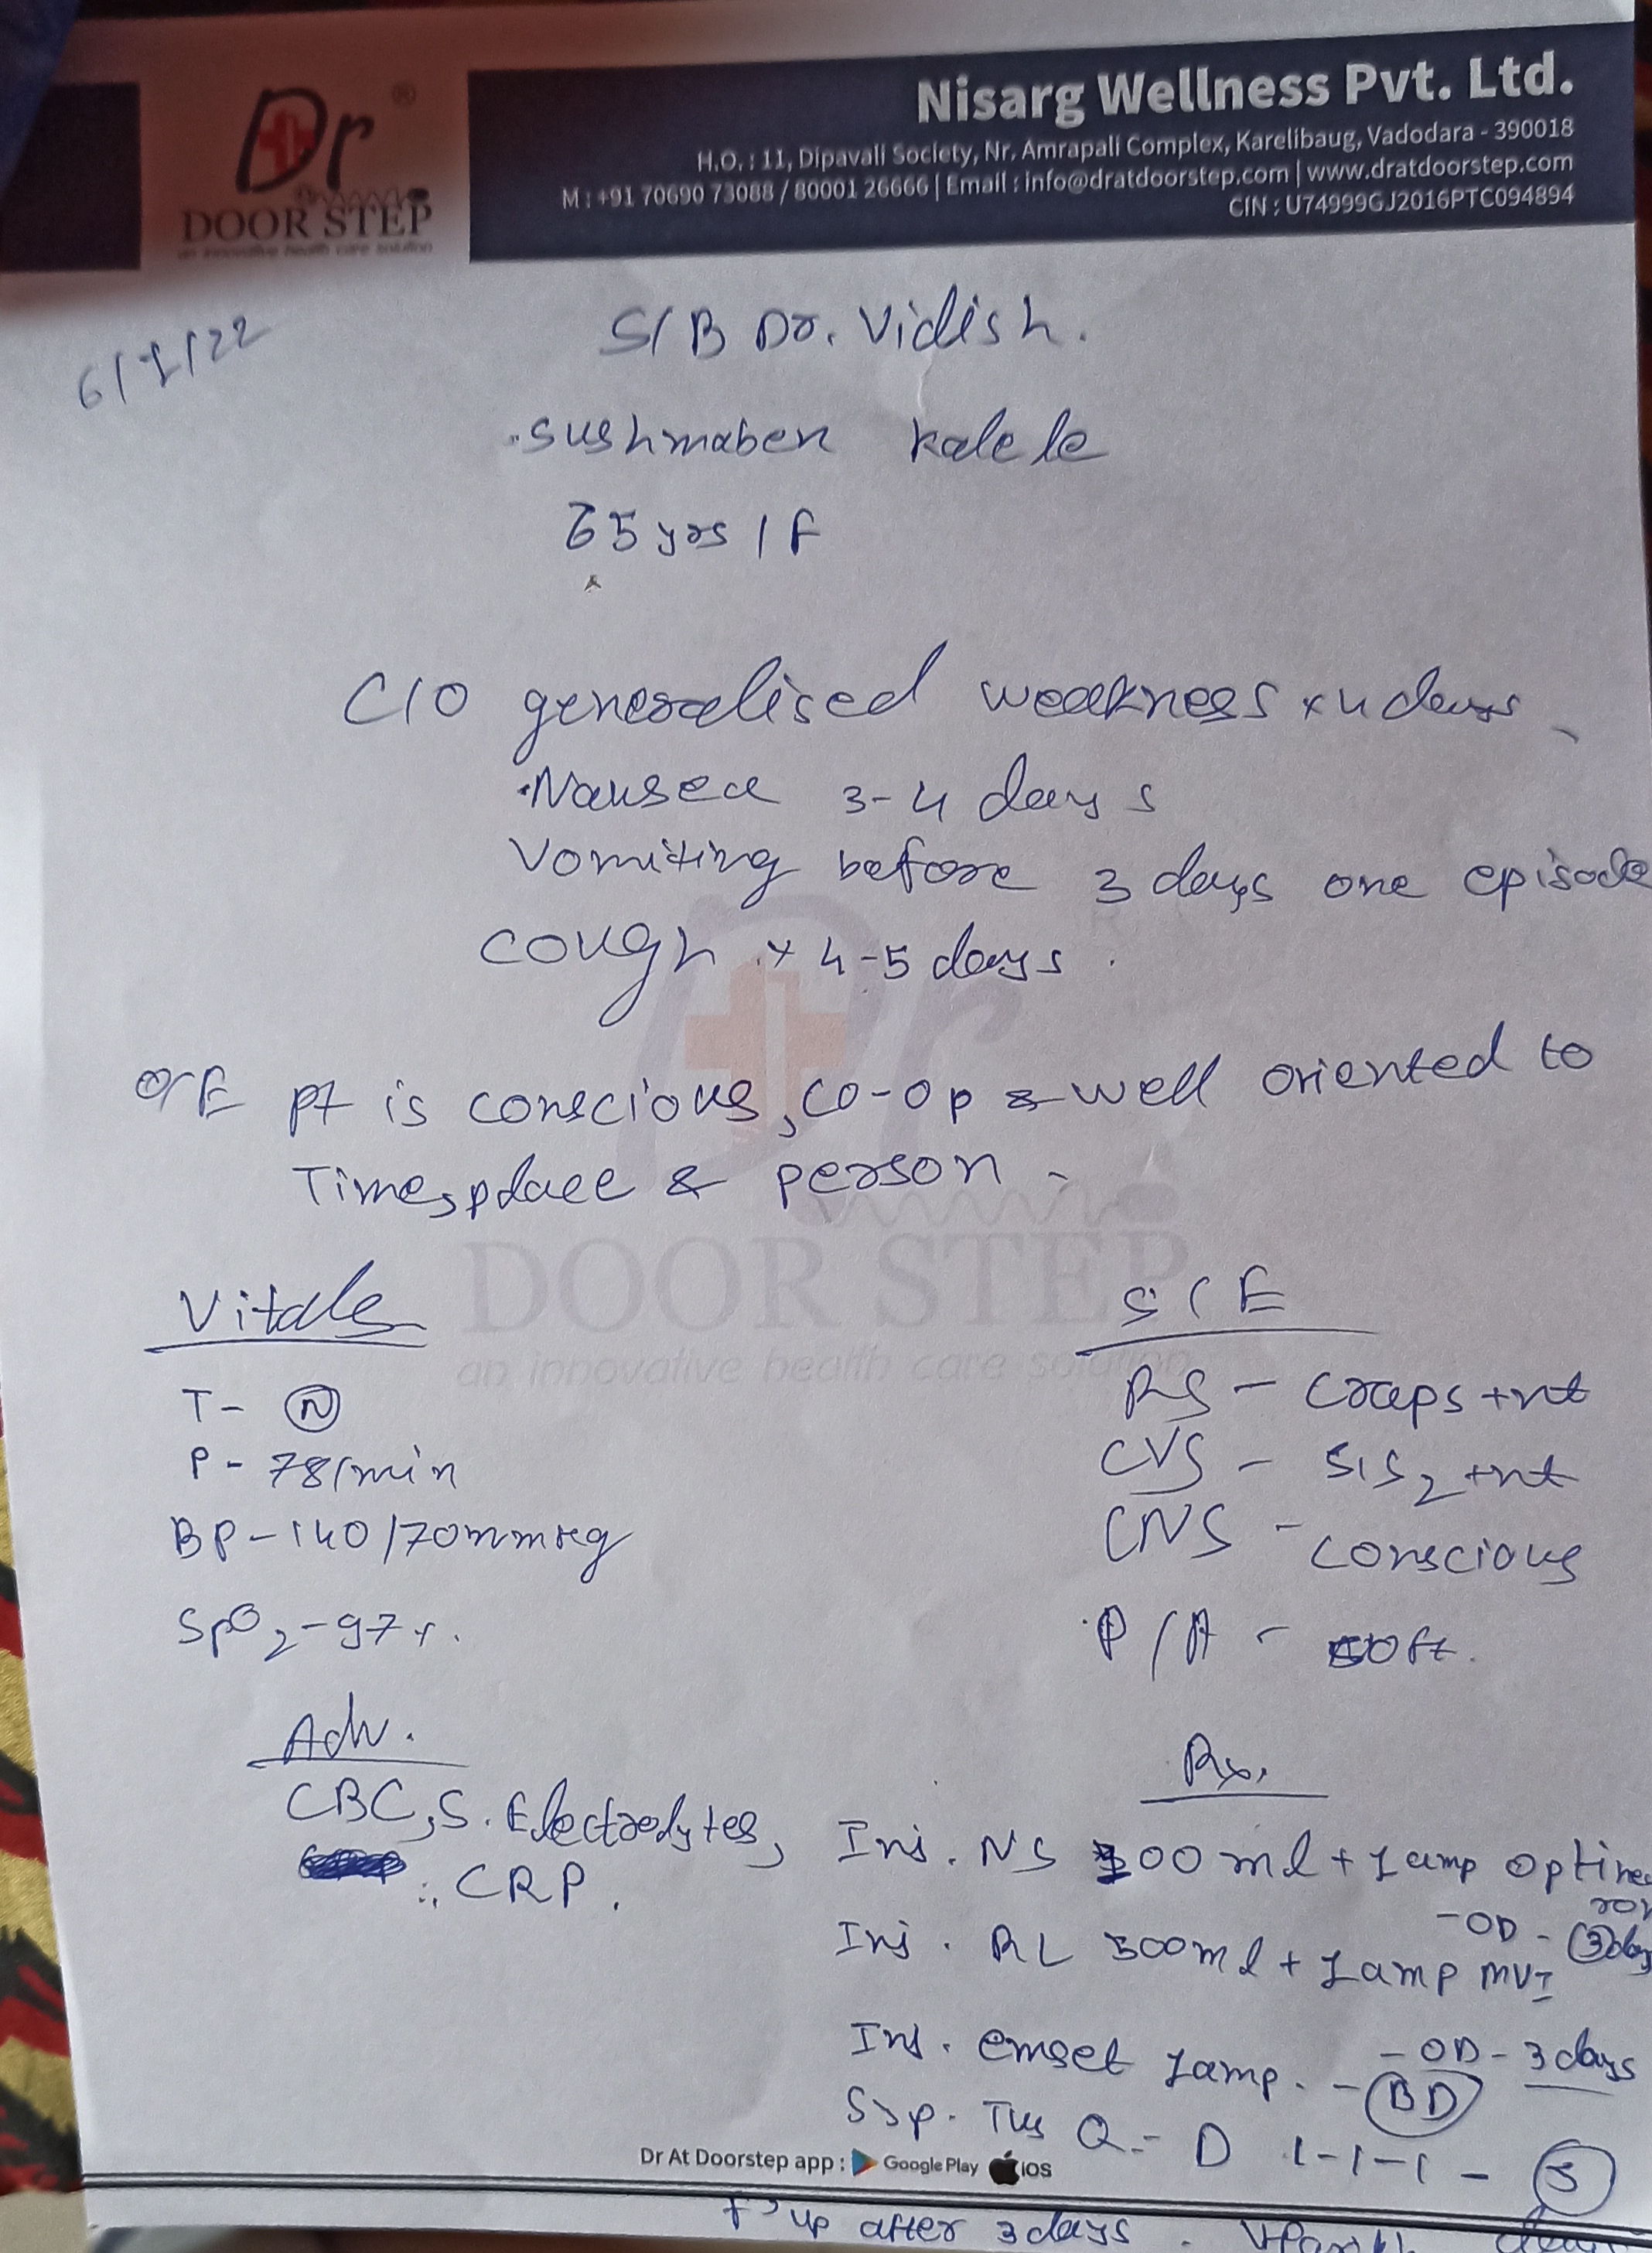 Nisarg Wellness Pvt. Ltd.
H.O. : 11, Dipavali Society, Nr. Amrapali Complex, Karelibaug, Vadodara - 390018
M : +91 70690 73088 / 80001 26666 | Email : info@dratdoorstep.com | www.dratdoorstep.com
CIN : U74999GJ2016PTC094894
Dr ®
DOOR STEP
an innovative health care solution
6/1/22
S/B Dr. Vidish.
Sushmaben Kalele
65 yrs / F
C/O generalised weakness x 4 days
Nausea 3-4 days
Vomiting before 3 days one episode
cough x 4-5 days.
O/E pt is conscious, co-op & well oriented to
Time, place & person
Vitals
T- (N)
P- 78/min
BP- 140/70 mmHg
SpO2-97%.
S/E
RS - creps +nt
CVS - S1S2 +nt
CNS - conscious
P/A - soft.
Adv.
CBC, S. Electrolytes,
CRP.
Rx.
Inj. NS 00 ml + 1 amp
- OD - 3 days
Inj. RL 500 ml + 1 amp MVI
- OD - 3 days
Inj. emset 1 amp. - BD
Syp. Tus Q - D 1-1-1 - 5
Dr At Doorstep app : Google Play iOS
F' up after 3 days.